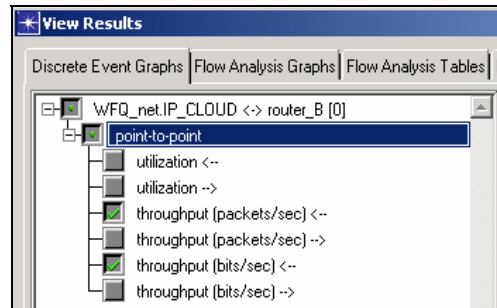 View Results
Discrete Event Graphs Flow Analysis Graphs Flow Analysis Tables
WFQ_net.IP_CLOUD <-> router_B [0]
point-to-point
utilization <--
utilization -->
throughput (packets/sec) <--
throughput (packets/sec) -->
throughput (bits/sec) <--
throughput (bits/sec) -->